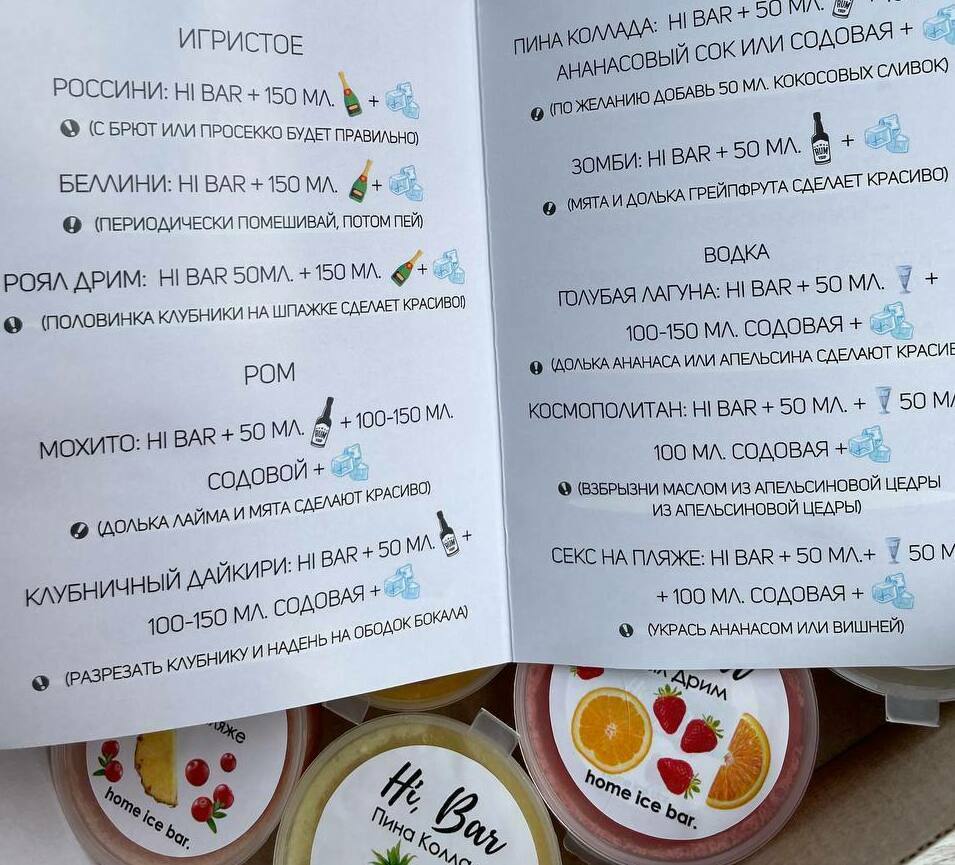 ИГРИСТОЕ
РОССИНИ: HI BAR + 150 МЛ. +
(С БРЮТ ИЛИ ПРОСЕККО БУДЕТ ПРАВИЛЬНО)
БЕЛЛИНИ: HI BAR + 150 МЛ. +
(ПЕРИОДИЧЕСКИ ПОМЕШИВАЙ, ПОТОМ ПЕЙ)
РОЯЛ ДРИМ: HI BAR 50МЛ. + 150 МЛ. +
(ПОЛОВИНКА КЛУБНИКИ НА ШПАЖКЕ СДЕЛАЕТ КРАСИВО!)
РОМ
МОХИТО: HI BAR + 50 МЛ. + 100-150 МЛ.
СОДОВОЙ +
(ДОЛЬКА ЛАЙМА И МЯТА СДЕЛАЮТ КРАСИВО)
КЛУБНИЧНЫЙ ДАЙКИРИ: HI BAR + 50 МЛ. +
100-150 МЛ. СОДОВАЯ +
(РАЗРЕЗАТЬ КЛУБНИКУ И НАДЕНЬ НА ОБОДОК БОКАЛА)
ПИНА КОЛЛАДА: HI BAR + 50 МЛ.
АНАНАСОВЫЙ СОК ИЛИ СОДОВАЯ +
(ПО ЖЕЛАНИЮ ДОБАВЬ 50 МЛ. КОКОСОВЫХ СЛИВОК)
ЗОМБИ: HI BAR + 50 МЛ. +
(МЯТА И ДОЛЬКА ГРЕЙПФРУТА СДЕЛАЕТ КРАСИВО)
ВОДКА
ГОЛУБАЯ ЛАГУНА: HI BAR + 50 МЛ. +
100-150 МЛ. СОДОВАЯ +
(ДОЛЬКА АНАНАСА ИЛИ АПЕЛЬСИНА СДЕЛАЮТ КРАСИВ
КОСМОПОЛИТАН: HI BAR + 50 МЛ. + 50 МЛ
100 МЛ. СОДОВАЯ +
(ВЗБРЫЗНИ МАСЛОМ ИЗ АПЕЛЬСИНОВОЙ ЦЕДРЫ
ИЗ АПЕЛЬСИНОВОЙ ЦЕДРЫ)
СЕКС НА ПЛЯЖЕ: HI BAR + 50 МЛ.+ 50 М
+ 100 МЛ. СОДОВАЯ +
(УКРАСЬ АНАНАСОМ ИЛИ ВИШНЕЙ)
home ice bar.
Hi, Bar
Пина Колла
Дрим
home ice bar.